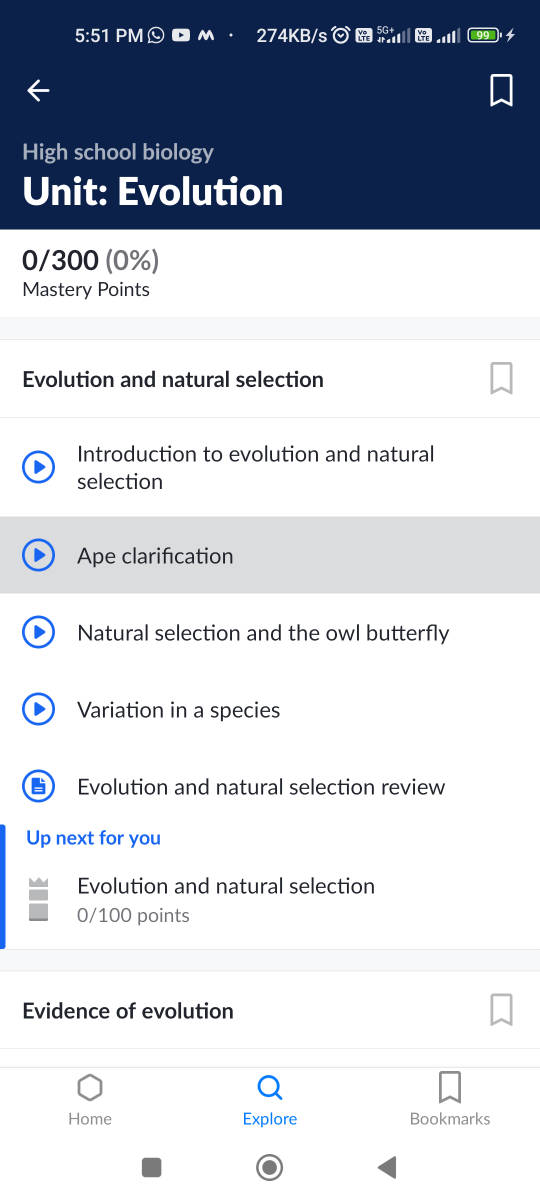 5:51 PM
274KB/s
Vo LTE
5G+
Vo LTE
99
High school biology
Unit: Evolution
0/300 (0%)
Mastery Points
Evolution and natural selection
Introduction to evolution and natural
selection
Ape clarification
Natural selection and the owl butterfly
Variation in a species
Evolution and natural selection review
Up next for you
Evolution and natural selection
0/100 points
Evidence of evolution
Home
Explore
Bookmarks